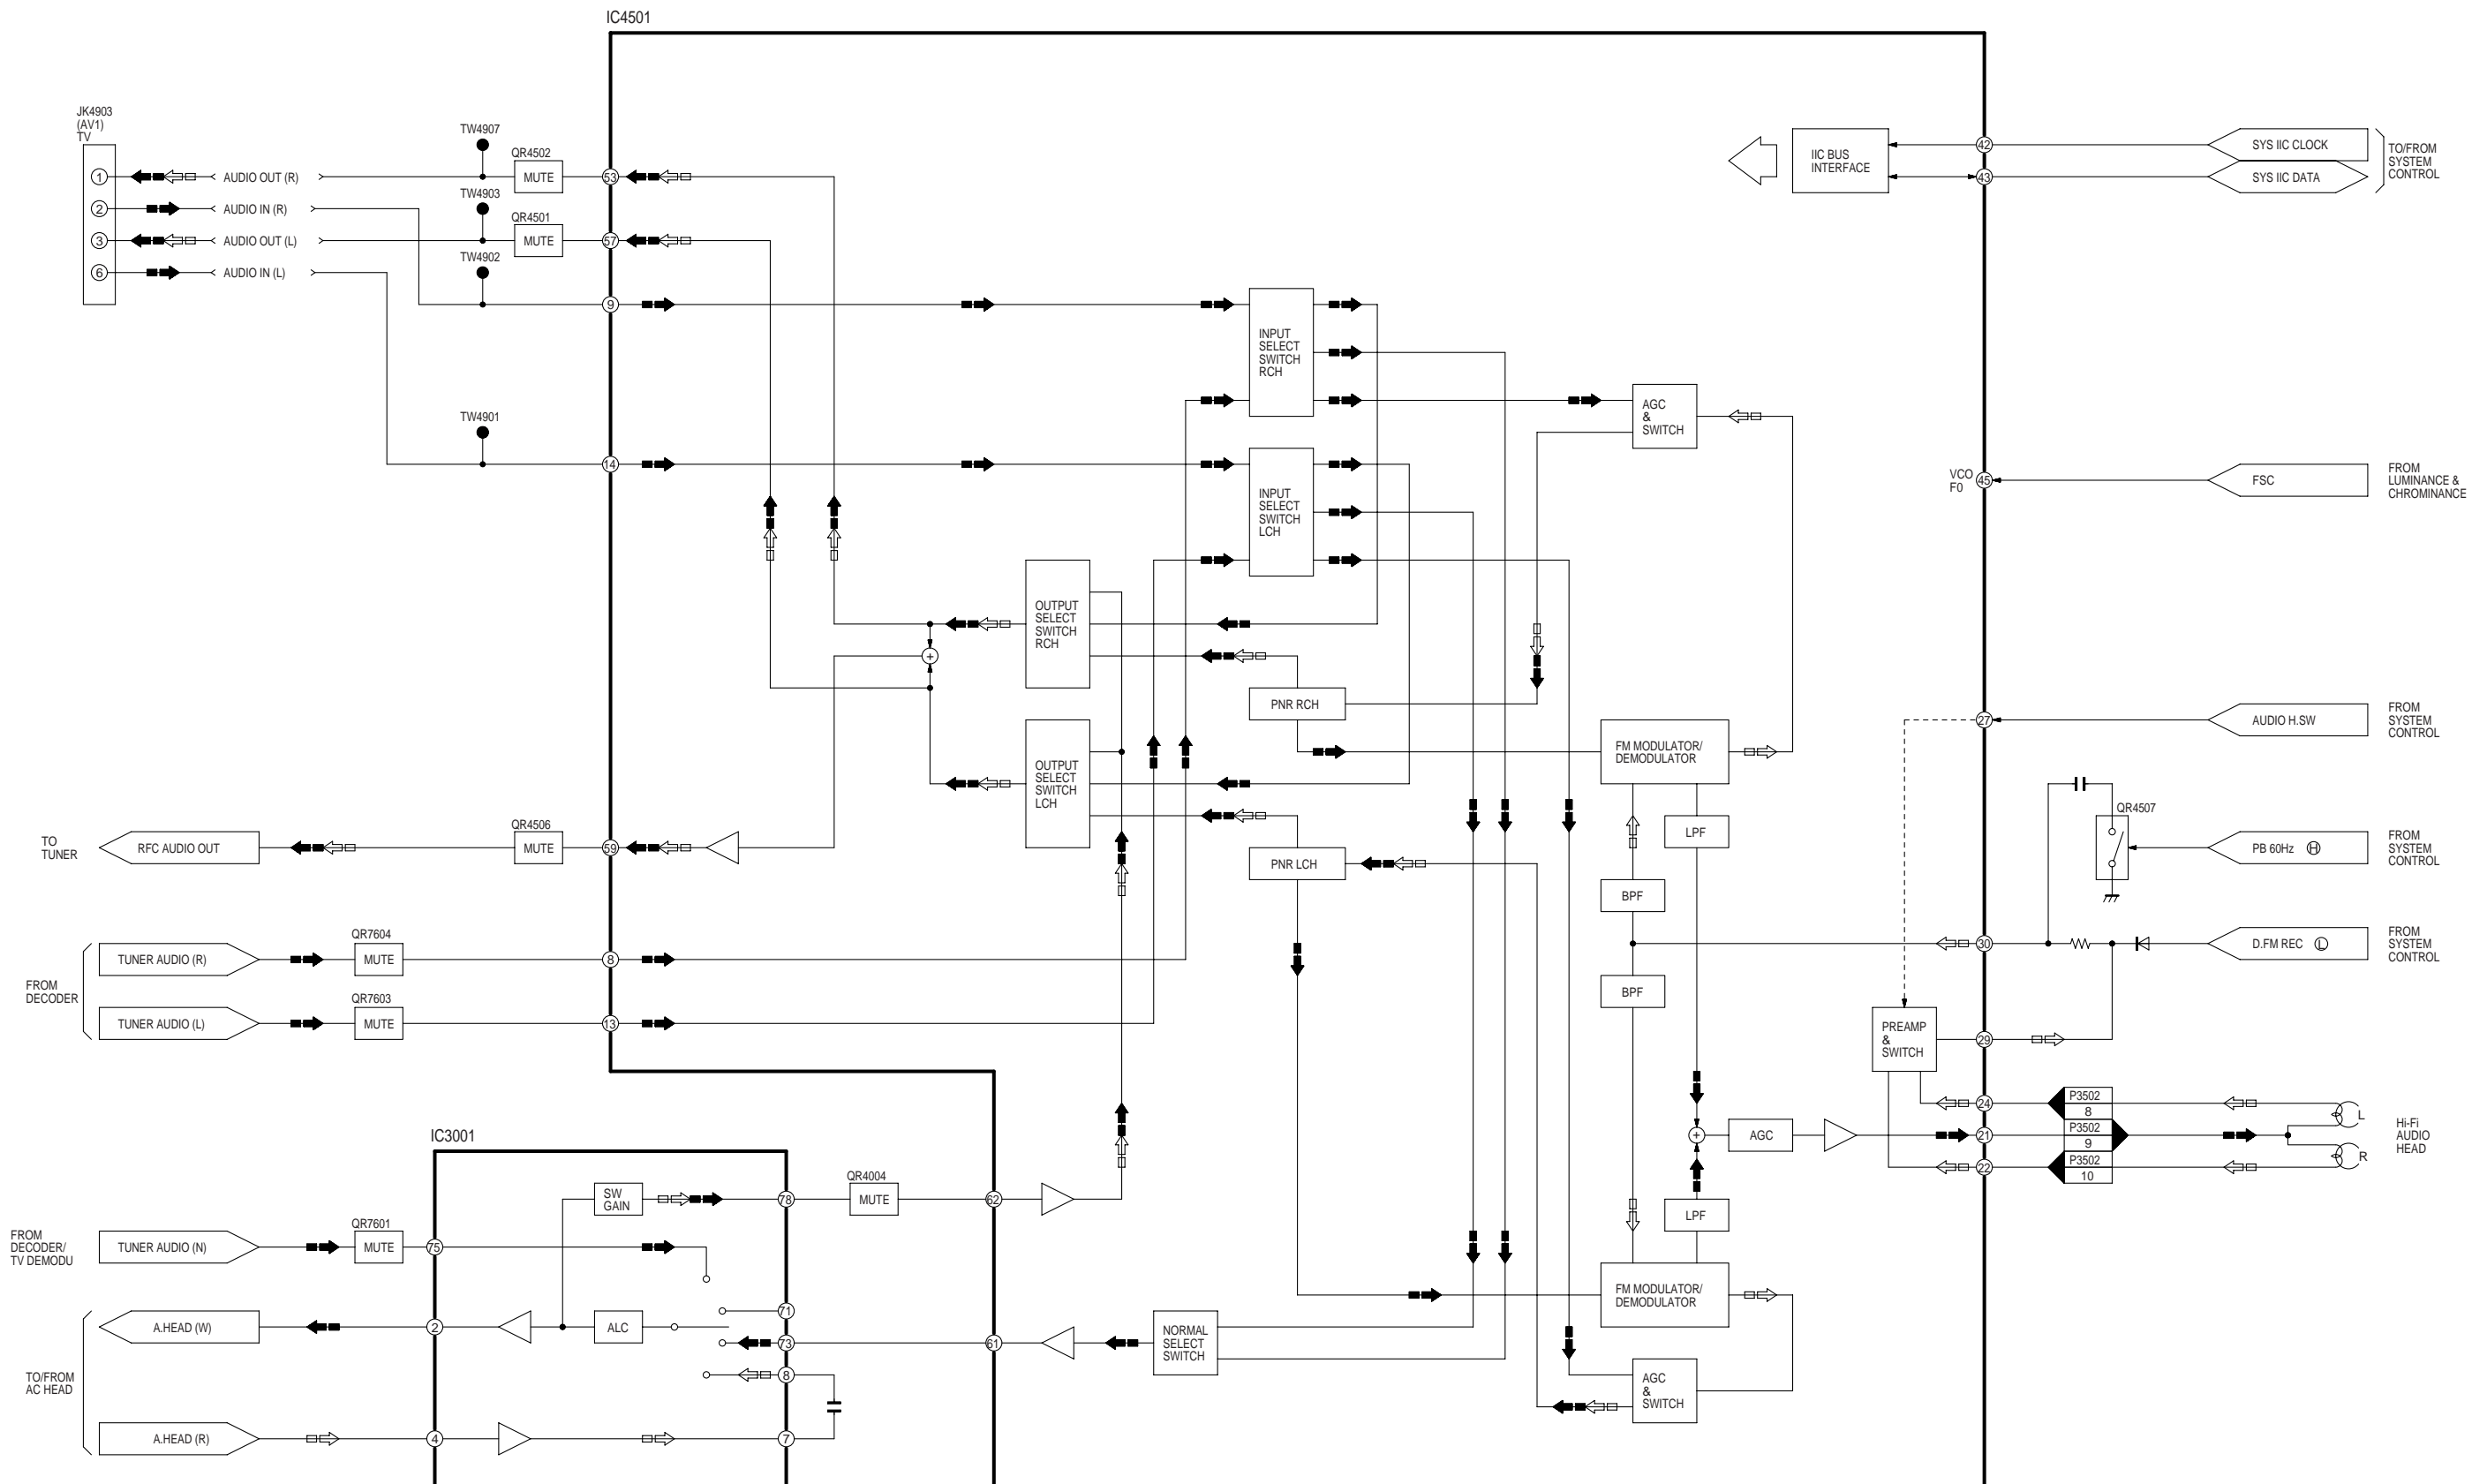 IC4501
JK4903
(AV1)
TV
1
AUDIO OUT (R)
TW4907
QR4502
MUTE
53
2
AUDIO IN (R)
TW4903
3
AUDIO OUT (L)
QR4501
MUTE
57
6
AUDIO IN (L)
TW4902
9
TW4901
14
INPUT
SELECT
SWITCH
RCH
INPUT
SELECT
SWITCH
LCH
AGC
&
SWITCH
IIC BUS
INTERFACE
42
SYS IIC CLOCK
43
SYS IIC DATA
TO/FROM
SYSTEM
CONTROL
VCO
F0
45
FSC
FROM
LUMINANCE &
CHROMINANCE
OUTPUT
SELECT
SWITCH
RCH
+
PNR RCH
OUTPUT
SELECT
SWITCH
LCH
PNR LCH
FM MODULATOR/
DEMODULATOR
LPF
BPF
BPF
27
AUDIO H.SW
FROM
SYSTEM
CONTROL
QR4507
PB 60Hz H
FROM
SYSTEM
CONTROL
30
D.FM REC L
FROM
SYSTEM
CONTROL
TO
TUNER
RFC AUDIO OUT
QR4506
MUTE
59
FROM
DECODER
TUNER AUDIO (R)
QR7604
MUTE
8
TUNER AUDIO (L)
QR7603
MUTE
13
PREAMP
&
SWITCH
29
24
P3502
8
L
+
AGC
21
P3502
9
22
P3502
10
R
Hi-Fi
AUDIO
HEAD
LPF
FM MODULATOR/
DEMODULATOR
AGC
&
SWITCH
IC3001
SW
GAIN
78
QR4004
MUTE
62
FROM
DECODER/
TV DEMODU
TUNER AUDIO (N)
QR7601
MUTE
75
71
TO/FROM
AC HEAD
A.HEAD (W)
2
ALC
73
61
NORMAL
SELECT
SWITCH
8
A.HEAD (R)
4
7